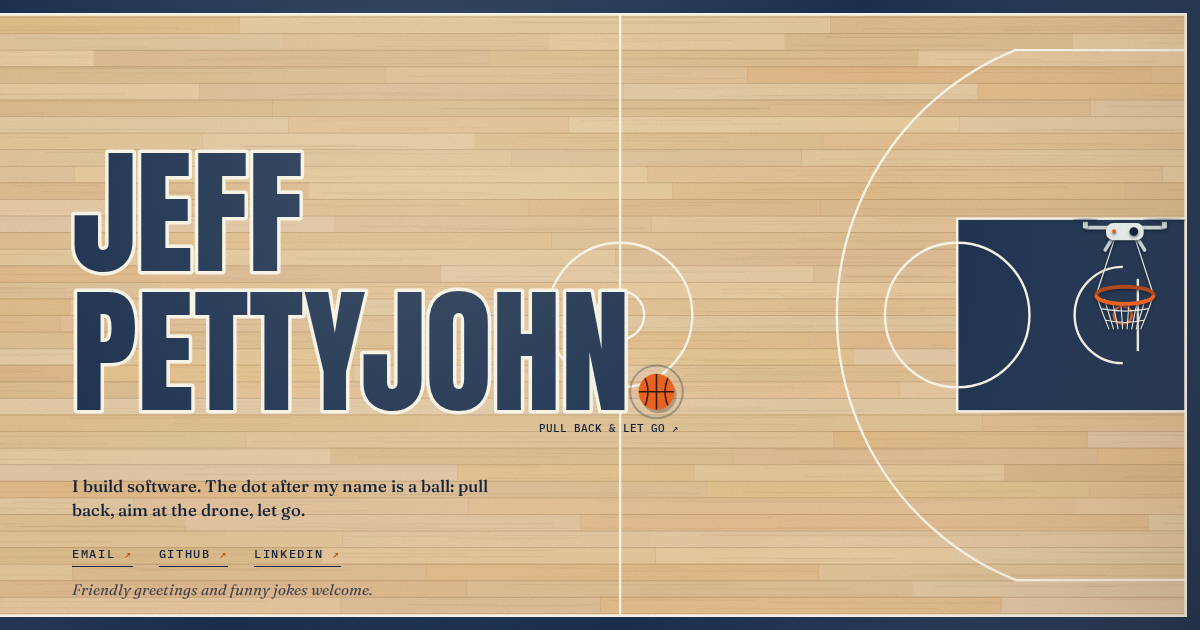 JEFF
PETTYJOHN
PULL BACK & LET GO ↗
I build software. The dot after my name is a ball: pull
back, aim at the drone, let go.
EMAIL ↗ GITHUB ↗ LINKEDIN ↗
Friendly greetings and funny jokes welcome.